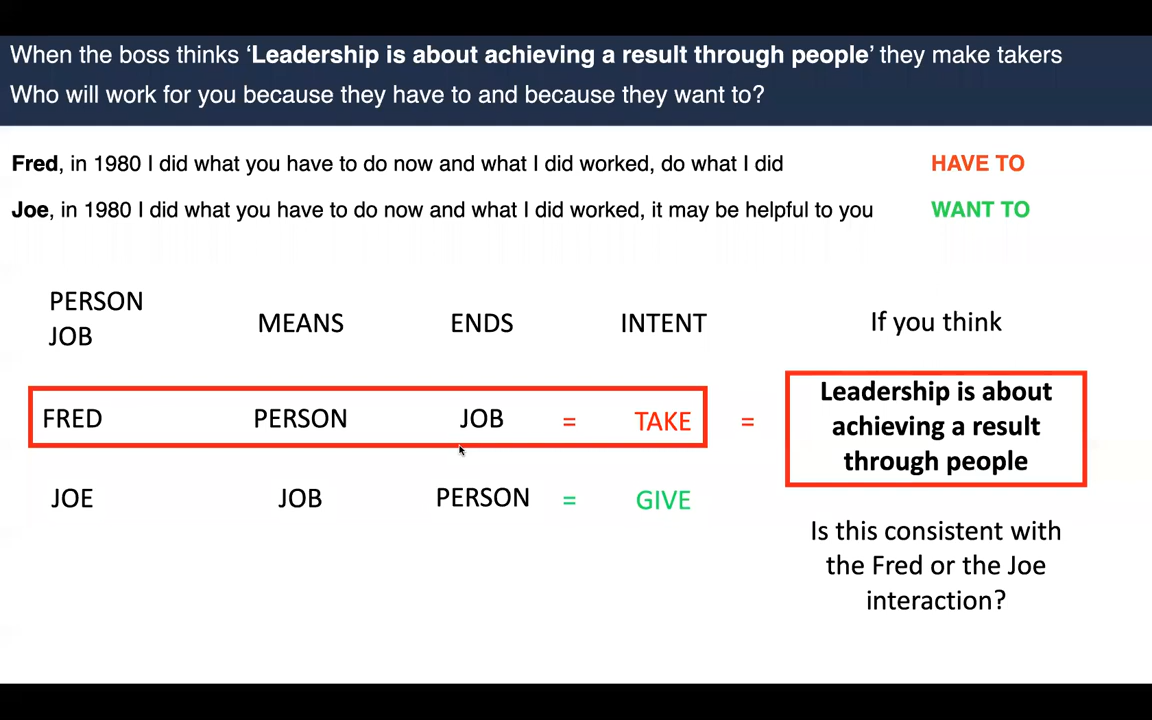 When the boss thinks ‘Leadership is about achieving a result through people’ they make takers
Who will work for you because they have to and because they want to?
Fred, in 1980 I did what you have to do now and what I did worked, do what I did HAVE TO
Joe, in 1980 I did what you have to do now and what I did worked, it may be helpful to you WANT TO
PERSON
JOB
MEANS ENDS INTENT If you think
FRED PERSON JOB = TAKE =
Leadership is about
achieving a result
through people
JOE JOB PERSON = GIVE
Is this consistent with
the Fred or the Joe
interaction?